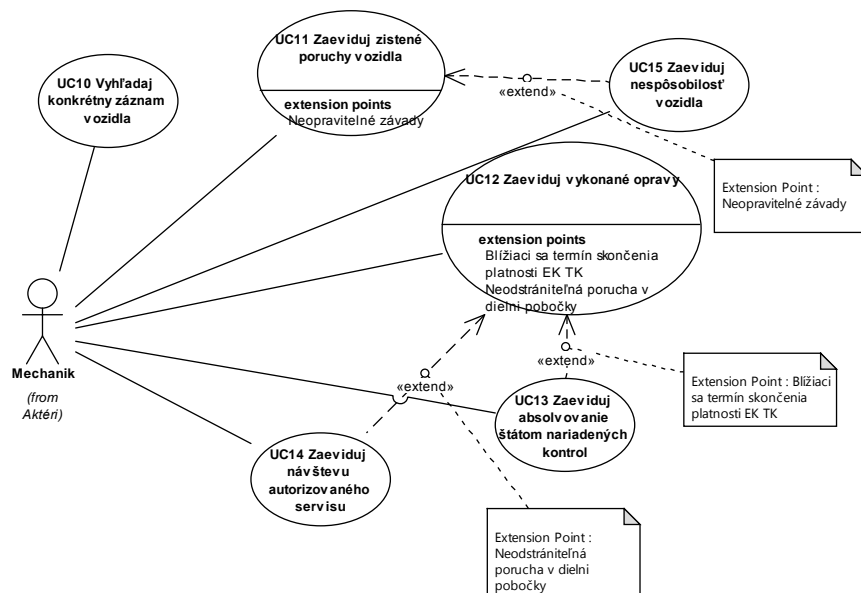 UC11 Zaeviduj zistené
poruchy vozidla
extension points
Neopraviteľné závady
UC10 Vyhľadaj
konkrétny záznam
vozidla
UC15 Zaeviduj
nespôsobilosť
vozidla
«extend»
Extension Point :
Neopraviteľné závady
UC12 Zaeviduj vykonané opravy
extension points
Blížiaci sa termín skončenia
platnosti EK TK
Neodstrániteľná porucha v
dielni pobočky
Mechanik
(from
Aktéri)
«extend»
«extend»
Extension Point : Blížiaci
sa termín skončenia
platnosti EK TK
UC13 Zaeviduj
absolvovanie
štátom nariadených
kontrol
UC14 Zaeviduj
návštevu
autorizovaného
servisu
Extension Point :
Neodstrániteľná
porucha v dielni
pobočky